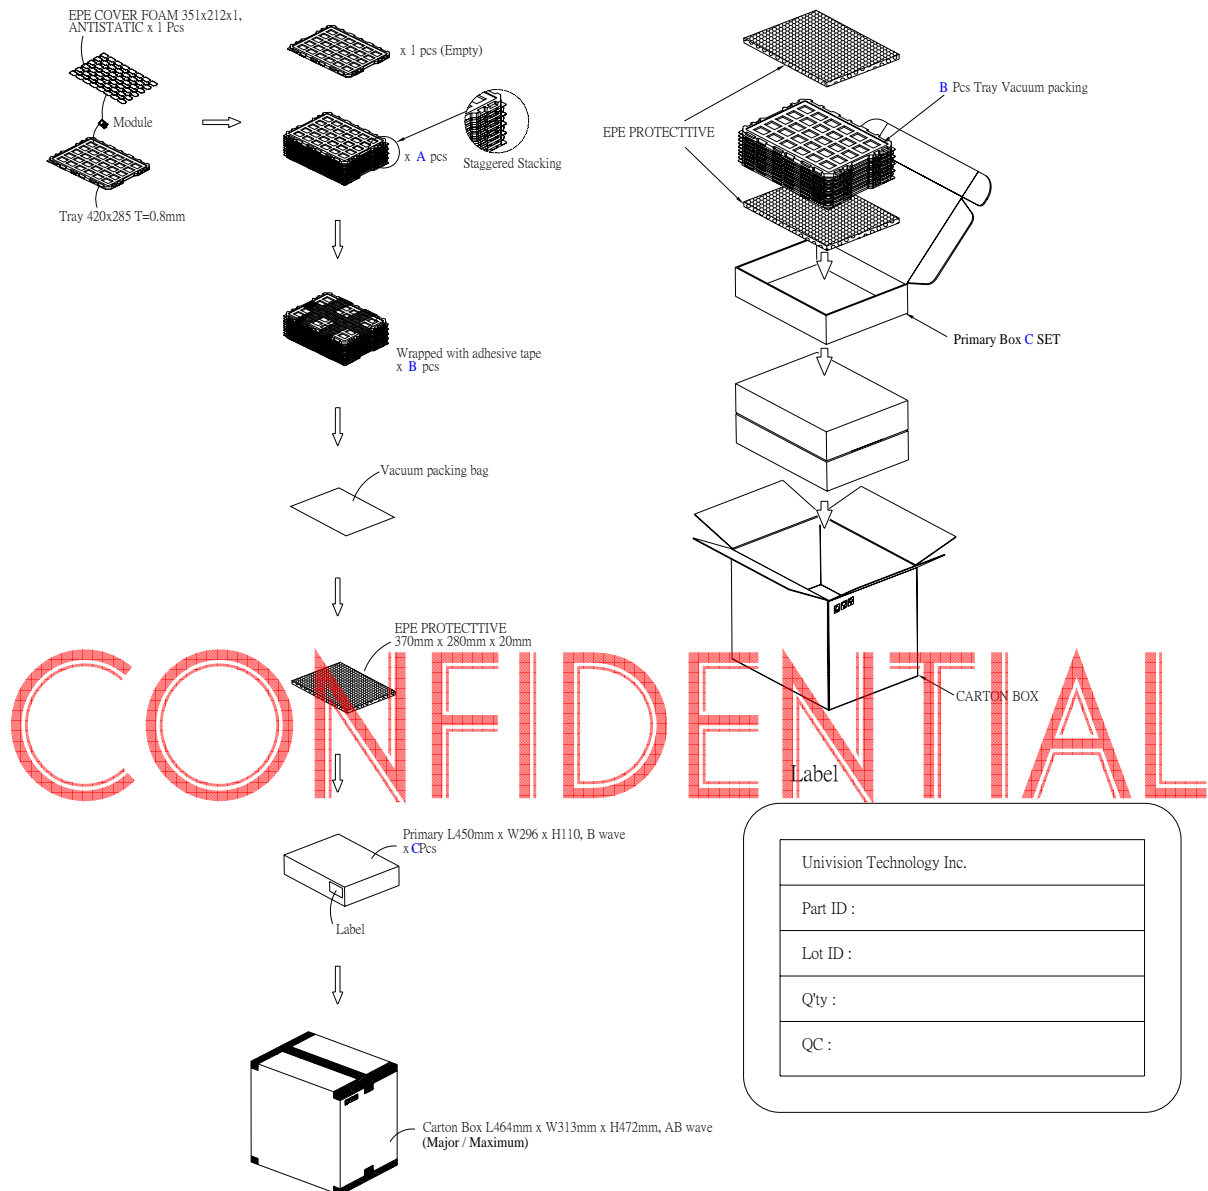 EPE COVER FOAM 351x212x1,
ANTISTATIC x 1 Pcs
Module
Tray 420x285 T=0.8mm
x 1 pcs (Empty)
x A pcs
Staggered Stacking
Wrapped with adhesive tape
x B pcs
Vacuum packing bag
EPE PROTECTTIVE
370mm x 280mm x 20mm
Primary L450mm x W296 x H110, B wave
x CPcs
Label
Carton Box L464mm x W313mm x H472mm, AB wave
(Major / Maximum)
B Pcs Tray Vacuum packing
EPE PROTECTTIVE
Primary Box C SET
CARTON BOX
CONFIDENTIAL
Label
Univision Technology Inc.
Part ID :
Lot ID :
Q'ty :
QC :